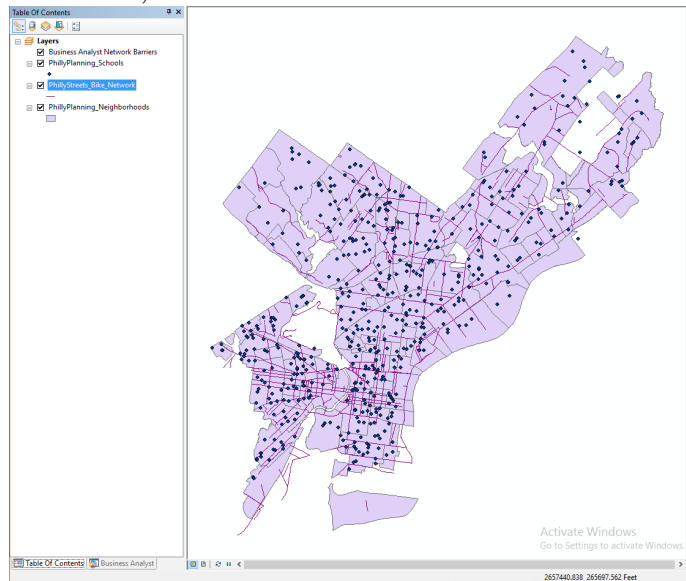 Table Of Contents
Layers
Business Analyst Network Barriers
PhillyPlanning_Schools
PhillyStreets_Bike_Network
PhillyPlanning_Neighborhoods
Activate Windows
Go to Settings to activate Windows.
Table Of Contents Business Analyst
2657440.838 265697.562 Feet